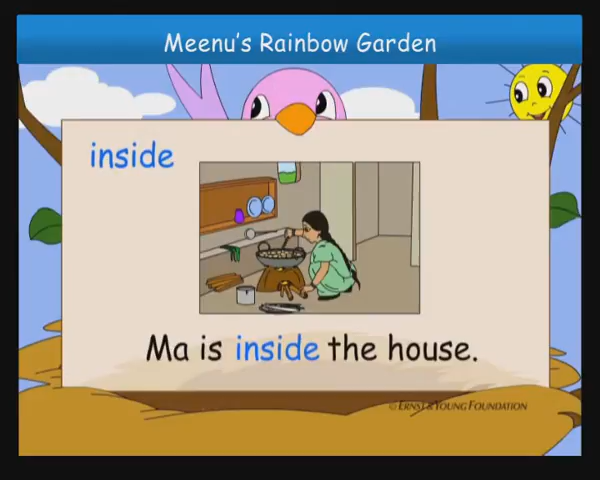 Meenu's Rainbow Garden
inside
Ma is inside the house.
© ERNST & YOUNG FOUNDATION